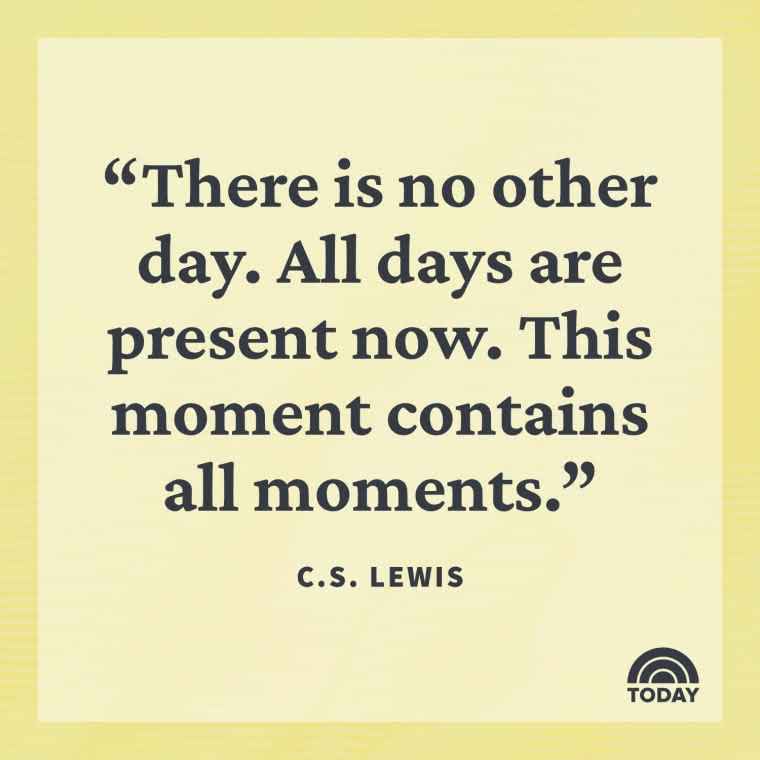 “There is no other
day. All days are
present now. This
moment contains
all moments.”
C.S. LEWIS
TODAY